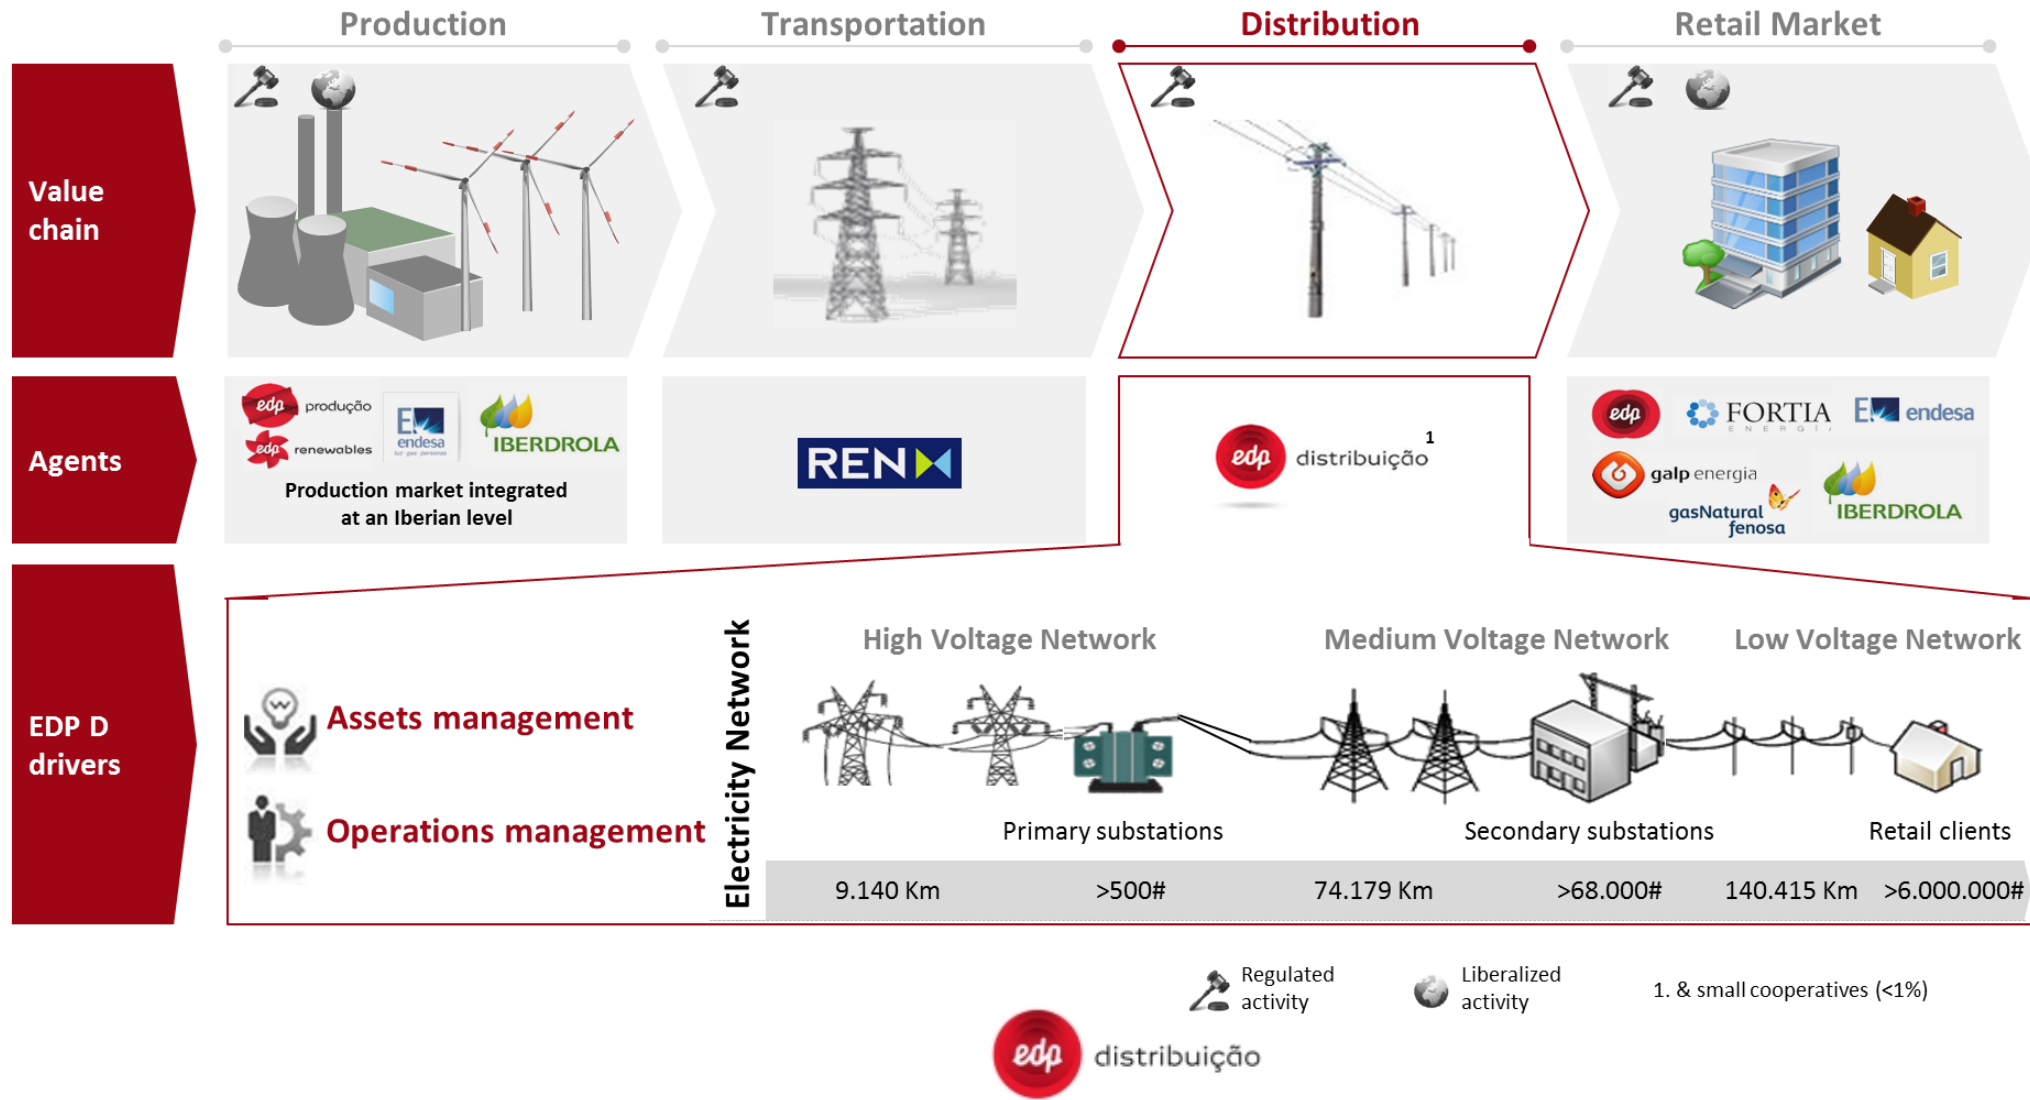 Production
Transportation
Distribution
Retail Market
Value
chain
Agents
edp produção
edp renewables
endesa
luz gas personas
IBERDROLA
Production market integrated
at an Iberian level
REN
edp distribuição 1
edp
FORTIA
ENERGÍA
endesa
galp energia
gasNatural
fenosa
IBERDROLA
EDP D
drivers
Assets management
Operations management
Electricity Network
High Voltage Network
Medium Voltage Network
Low Voltage Network
Primary substations
Secondary substations
Retail clients
9.140 Km
>500#
74.179 Km
>68.000#
140.415 Km
>6.000.000#
Regulated
activity
Liberalized
activity
1. & small cooperatives (<1%)
edp distribuição